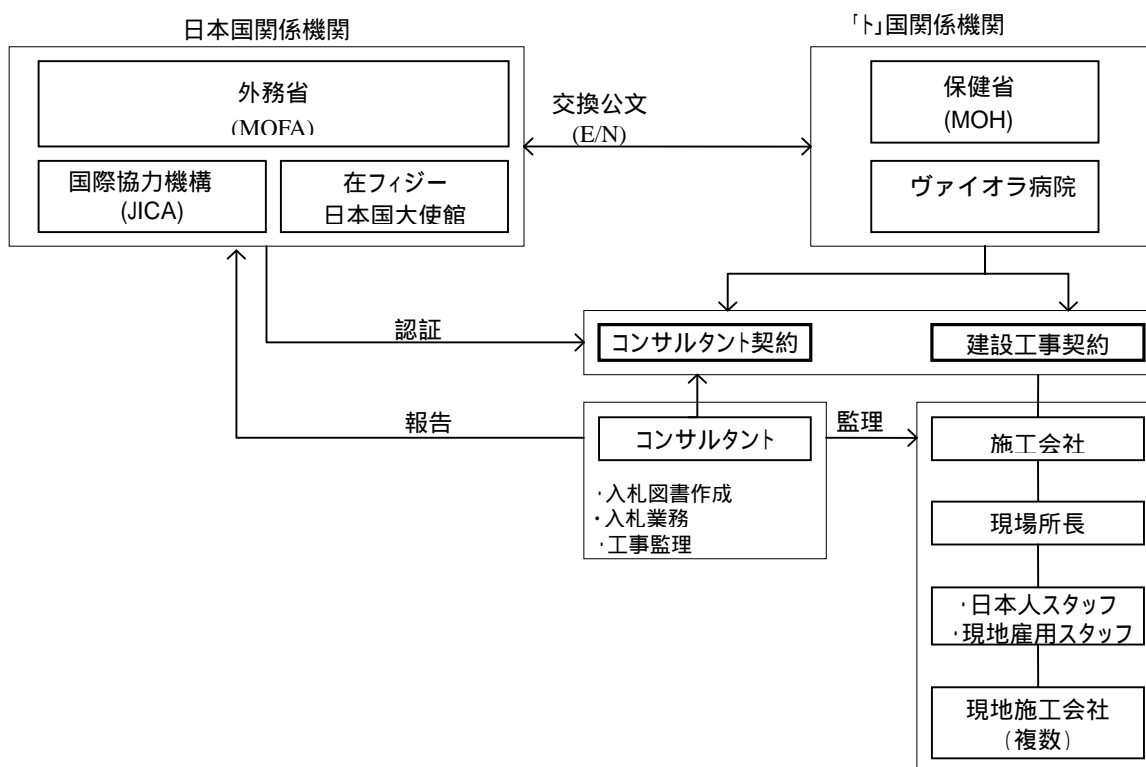 日本国関係機関
「ト」国関係機関
外務省
(MOFA)
国際協力機構
(JICA)
在フィジー
日本国大使館
交換公文
(E/N)
保健省
(MOH)
ヴァイオラ病院
認証
コンサルタント契約
建設工事契約
報告
コンサルタント
・入札図書作成
・入札業務
・工事監理
監理
施工会社
現場所長
・日本人スタッフ
・現地雇用スタッフ
現地施工会社
(複数)